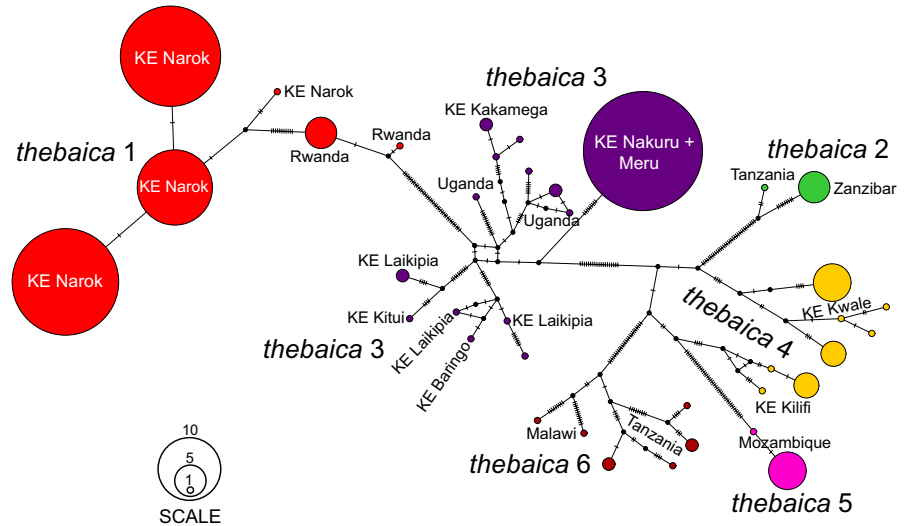 KE Narok
thebaica 3
KE Narok
KE Kakamega
KE Nakuru +
Meru
thebaica 1
Rwanda
Rwanda
thebaica 2
Tanzania
Zanzibar
KE Narok
Uganda
Uganda
KE Narok
KE Laikipia
KE Kwale
thebaica 4
KE Kitui
KE Laikipia
KE Laikipia
thebaica 3
KE Baringo
KE Kilifi
Malawi
Tanzania
Mozambique
thebaica 6
thebaica 5
10
5
1
SCALE